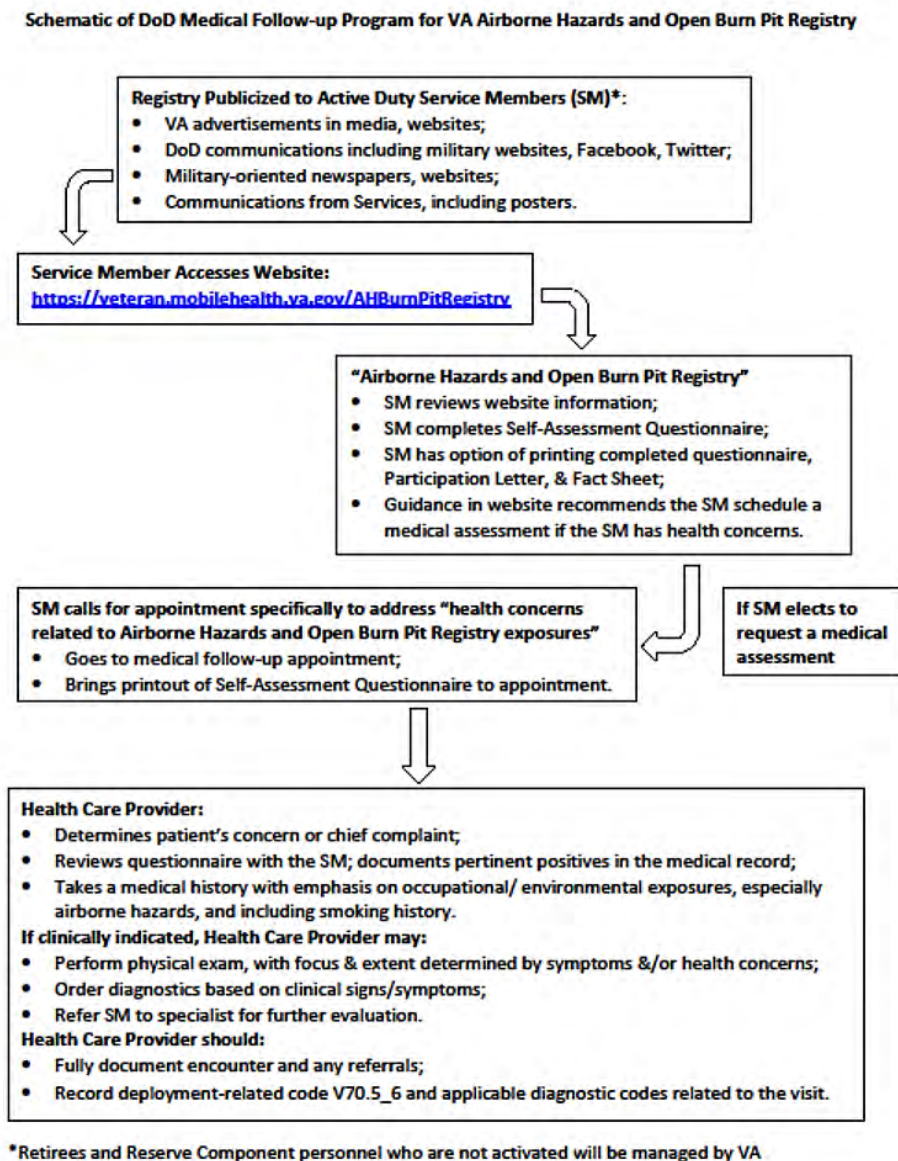 Schematic of DoD Medical Follow-up Program for VA Airborne Hazards and Open Burn Pit Registry
Registry Publicized to Active Duty Service Members (SM)*:
• VA advertisements in media, websites;
• DoD communications including military websites, Facebook, Twitter;
• Military-oriented newspapers, websites;
• Communications from Services, including posters.
Service Member Accesses Website:
https://veteran.mobilehealth.va.gov/AHBurnPitRegistry
“Airborne Hazards and Open Burn Pit Registry”
• SM reviews website information;
• SM completes Self-Assessment Questionnaire;
• SM has option of printing completed questionnaire,
Participation Letter, & Fact Sheet;
• Guidance in website recommends the SM schedule a
medical assessment if the SM has health concerns.
If SM elects to
request a medical
assessment
SM calls for appointment specifically to address “health concerns
related to Airborne Hazards and Open Burn Pit Registry exposures”
• Goes to medical follow-up appointment;
• Brings printout of Self-Assessment Questionnaire to appointment.
Health Care Provider:
• Determines patient’s concern or chief complaint;
• Reviews questionnaire with the SM; documents pertinent positives in the medical record;
• Takes a medical history with emphasis on occupational/ environmental exposures, especially
airborne hazards, and including smoking history.
If clinically indicated, Health Care Provider may:
• Perform physical exam, with focus & extent determined by symptoms &/or health concerns;
• Order diagnostics based on clinical signs/symptoms;
• Refer SM to specialist for further evaluation.
Health Care Provider should:
• Fully document encounter and any referrals;
• Record deployment-related code V70.5_6 and applicable diagnostic codes related to the visit.
*Retirees and Reserve Component personnel who are not activated will be managed by VA